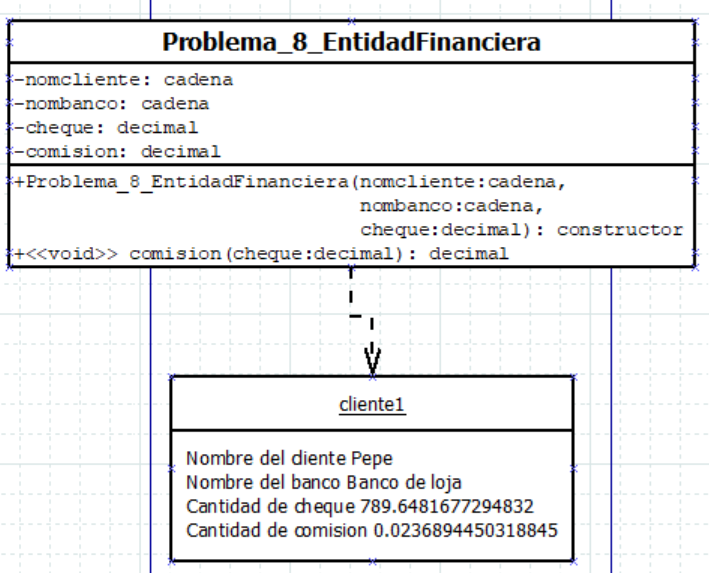 Problema_8_EntidadFinanciera
-nomcliente: cadena
-nombanco: cadena
-cheque: decimal
-comision: decimal
+Problema_8_EntidadFinanciera(nomcliente:cadena,
nombanco:cadena,
cheque:decimal): constructor
+<<void>> comision(cheque:decimal): decimal
cliente1
Nombre del cliente Pepe
Nombre del banco Banco de loja
Cantidad de cheque 789.6481677294832
Cantidad de comision 0.0236894450318845